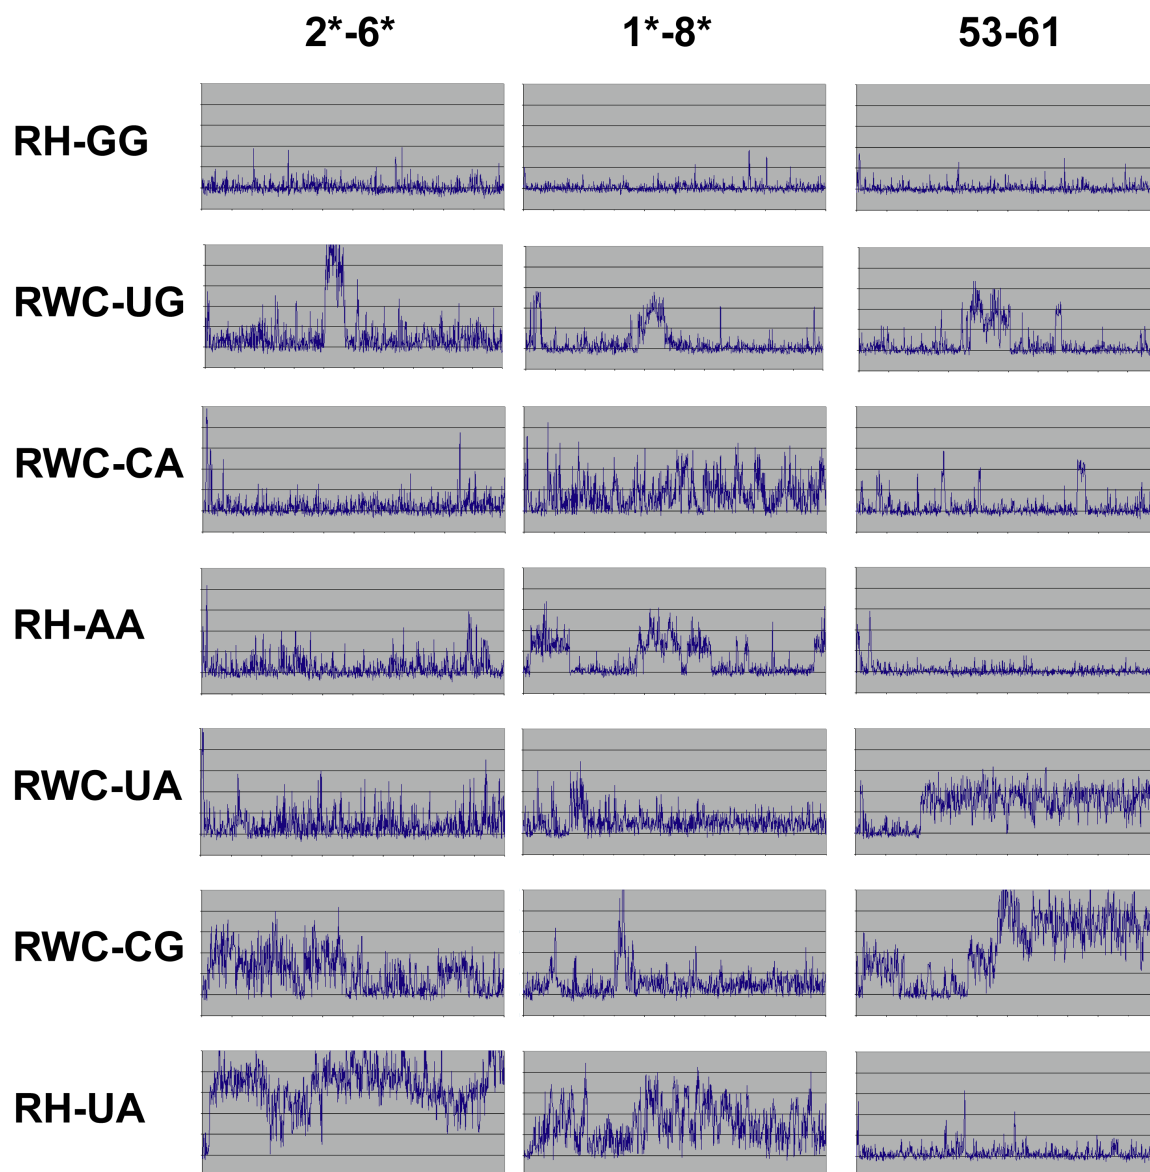 2*-6* 1*-8* 53-61
RH-GG
RWC-UG
RWC-CA
RH-AA
RWC-UA
RWC-CG
RH-UA